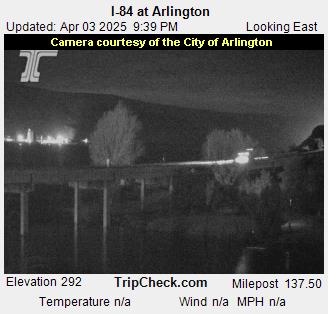 I-84 at Arlington
Updated: Apr 03 2025 9:39 PM Looking East
Camera courtesy of the City of Arlington
Elevation 292 TripCheck.com Milepost 137.50
Temperature n/a Wind n/a MPH n/a